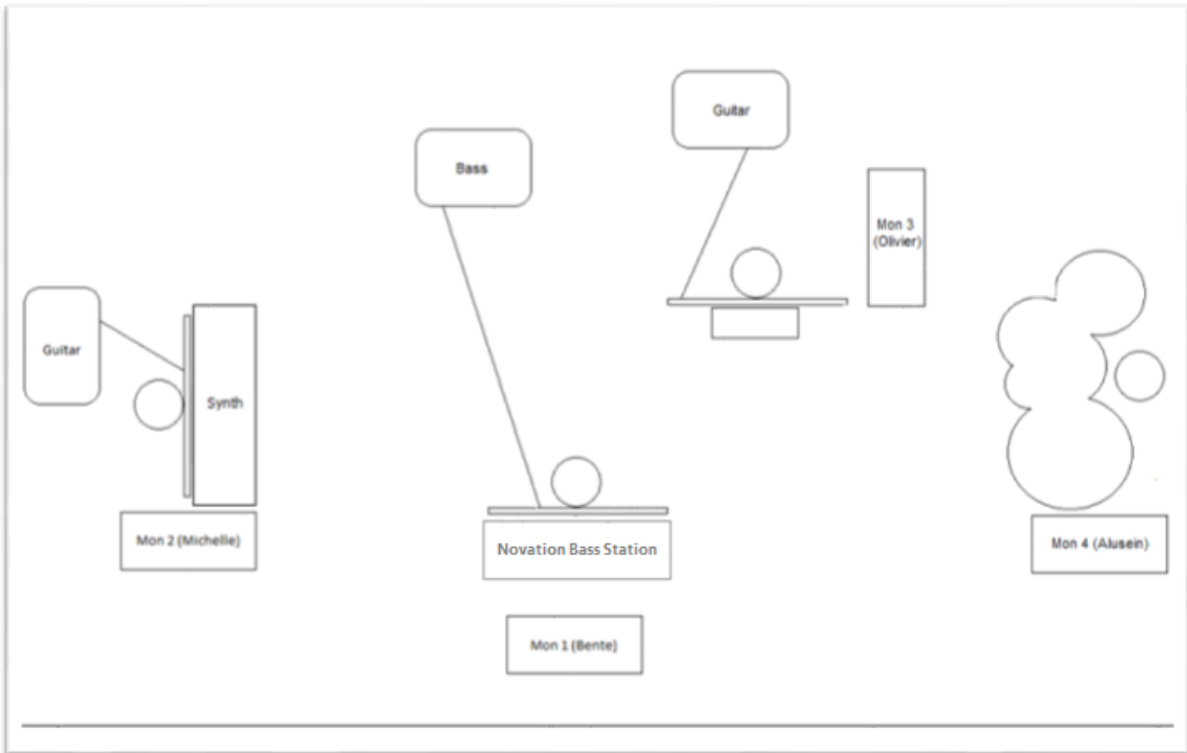 Guitar
Bass
Mon 3
(Olivier)
Guitar
Synth
Mon 2 (Michelle)
Novation Bass Station
Mon 4 (Alusein)
Mon 1 (Bente)